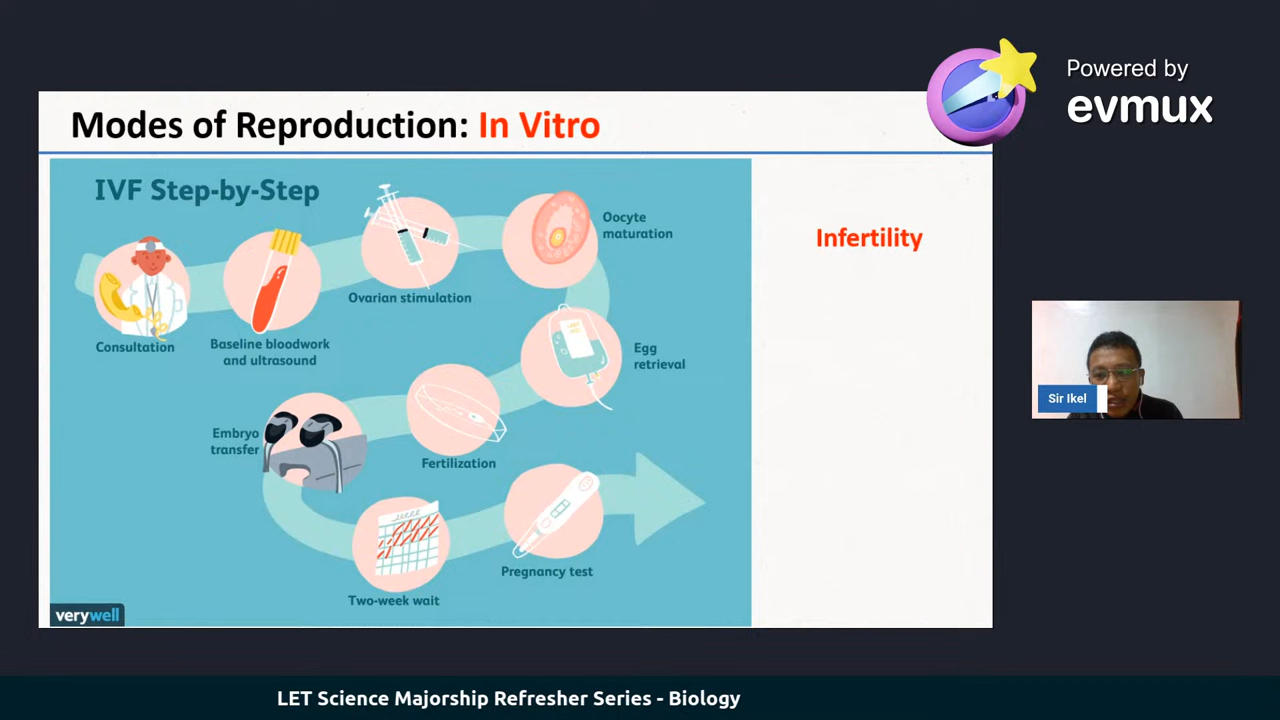 Powered by
evmux
Modes of Reproduction: In Vitro
IVF Step-by-Step
Infertility
Consultation
Baseline bloodwork
and ultrasound
Ovarian stimulation
Oocyte
maturation
Egg
retrieval
Fertilization
Embryo
transfer
Two-week wait
Pregnancy test
verywell
Sir Ikel
LET Science Majorship Refresher Series - Biology